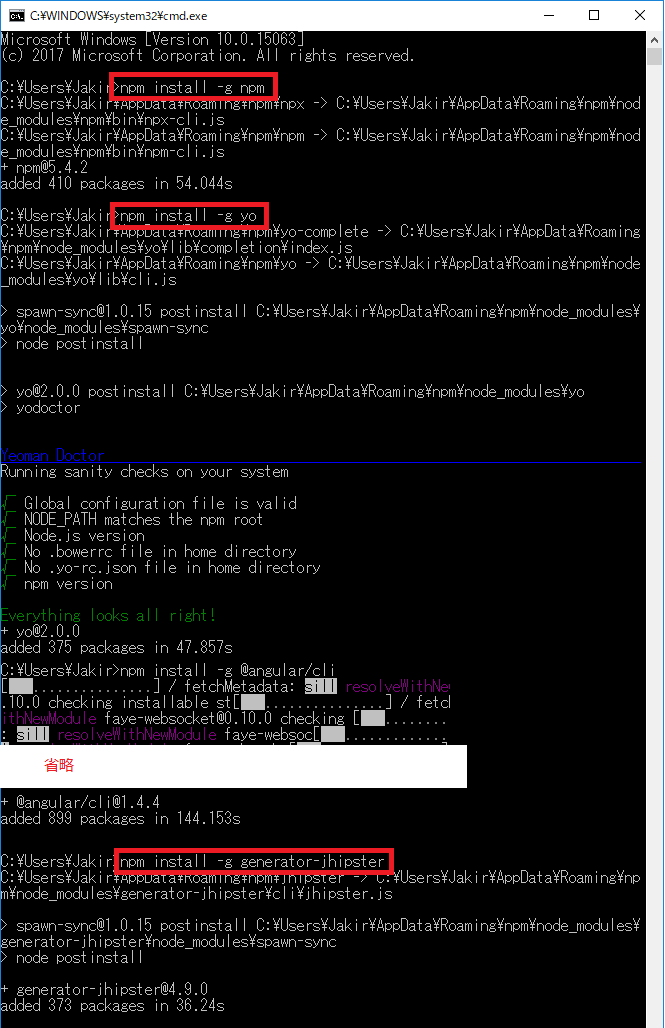 C:¥WINDOWS¥system32¥cmd.exe
Microsoft Windows [Version 10.0.15063]
(c) 2017 Microsoft Corporation. All rights reserved.
C:¥Users¥Jakir>npm install -g npm
C:¥Users¥Jakir¥AppData¥Roaming¥npm¥npx -> C:¥Users¥Jakir¥AppData¥Roaming¥npm¥nod
e_modules¥npm¥bin¥npx-cli.js
C:¥Users¥Jakir¥AppData¥Roaming¥npm¥npm -> C:¥Users¥Jakir¥AppData¥Roaming¥npm¥nod
e_modules¥npm¥bin¥npm-cli.js
+ npm@5.4.2
added 410 packages in 54.044s
C:¥Users¥Jakir>npm install -g yo
C:¥Users¥Jakir¥AppData¥Roaming¥npm¥yo-complete -> C:¥Users¥Jakir¥AppData¥Roaming
¥npm¥node_modules¥yo¥lib¥completion¥index.js
C:¥Users¥Jakir¥AppData¥Roaming¥npm¥yo -> C:¥Users¥Jakir¥AppData¥Roaming¥npm¥node
_modules¥yo¥lib¥cli.js
> spawn-sync@1.0.15 postinstall C:¥Users¥Jakir¥AppData¥Roaming¥npm¥node_modules¥
yo¥node_modules¥spawn-sync
> node postinstall
> yo@2.0.0 postinstall C:¥Users¥Jakir¥AppData¥Roaming¥npm¥node_modules¥yo
> yodoctor
Yeoman Doctor
Running sanity checks on your system
√ Global configuration file is valid
√ NODE_PATH matches the npm root
√ Node.js version
√ No .bowerrc file in home directory
√ No .yo-rc.json file in home directory
√ npm version
Everything looks all right!
+ yo@2.0.0
added 375 packages in 47.857s
C:¥Users¥Jakir>npm install -g @angular/cli
[ ...............] / fetchMetadata: sill resolveWithNe
.10.0 checking installable st[ ...............] / fetc
ithNewModule faye-websocket@0.10.0 checking [ ........
: sill resolveWithNewModule faye-websoc[ .............
省略
+ @angular/cli@1.4.4
added 899 packages in 144.153s
C:¥Users¥Jakir>npm install -g generator-jhipster
C:¥Users¥Jakir¥AppData¥Roaming¥npm¥jhipster -> C:¥Users¥Jakir¥AppData¥Roaming¥np
m¥node_modules¥generator-jhipster¥cli¥jhipster.js
> spawn-sync@1.0.15 postinstall C:¥Users¥Jakir¥AppData¥Roaming¥npm¥node_modules¥
generator-jhipster¥node_modules¥spawn-sync
> node postinstall
+ generator-jhipster@4.9.0
added 373 packages in 36.24s